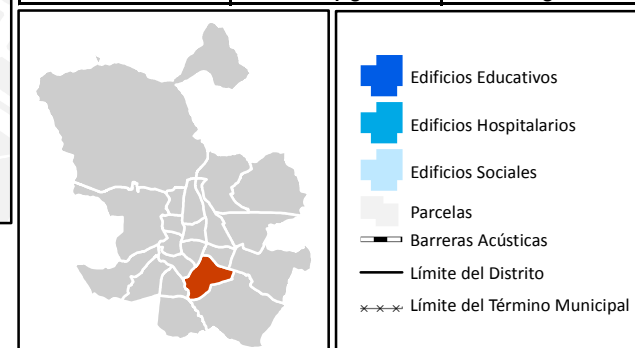 Edificios Educativos
Edificios Hospitalarios
Edificios Sociales
Parcelas
Barreras Acústicas
Límite del Distrito
Límite del Término Municipal